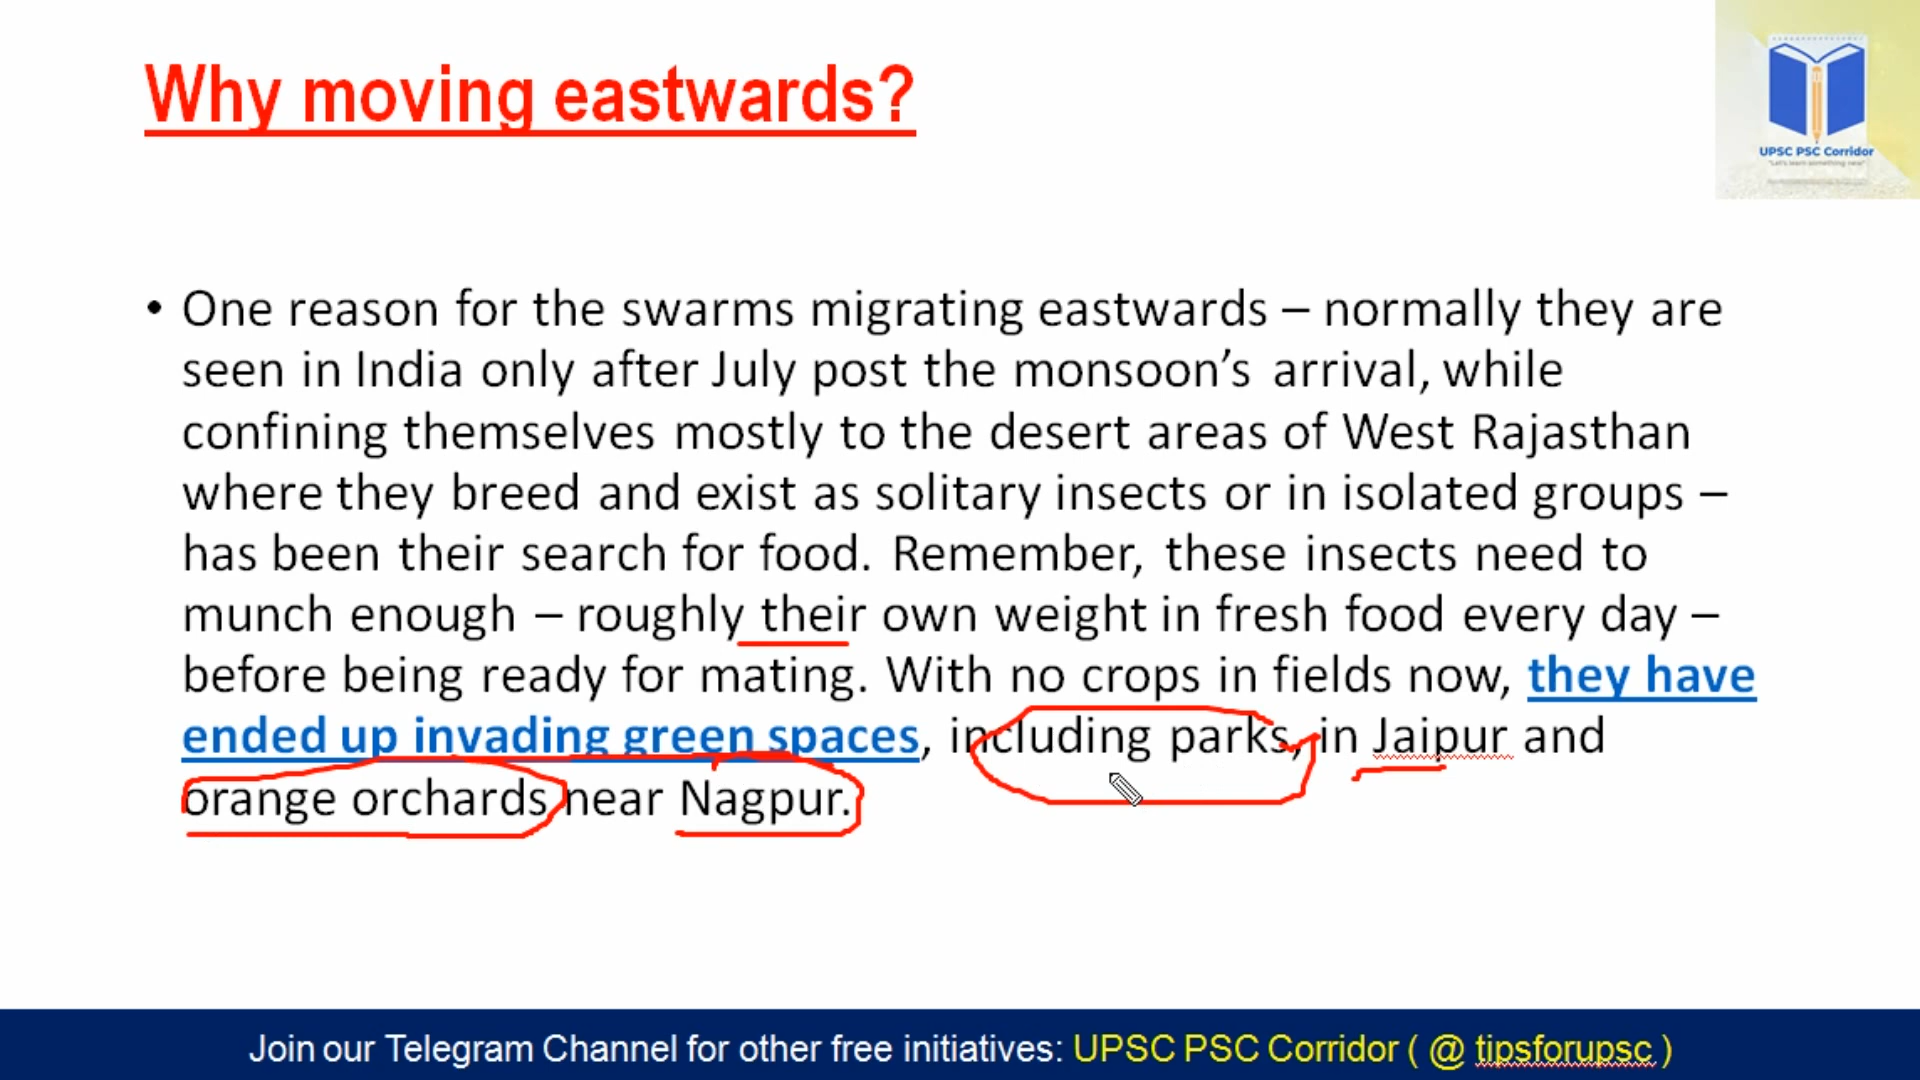 Why moving eastwards?
UPSC PSC Corridor
"Let's learn something new"
• One reason for the swarms migrating eastwards – normally they are
seen in India only after July post the monsoon’s arrival, while
confining themselves mostly to the desert areas of West Rajasthan
where they breed and exist as solitary insects or in isolated groups –
has been their search for food. Remember, these insects need to
munch enough – roughly their own weight in fresh food every day –
before being ready for mating. With no crops in fields now, they have
ended up invading green spaces, including parks, in Jaipur and
orange orchards near Nagpur.
Join our Telegram Channel for other free initiatives: UPSC PSC Corridor ( @ tipsforupsc )